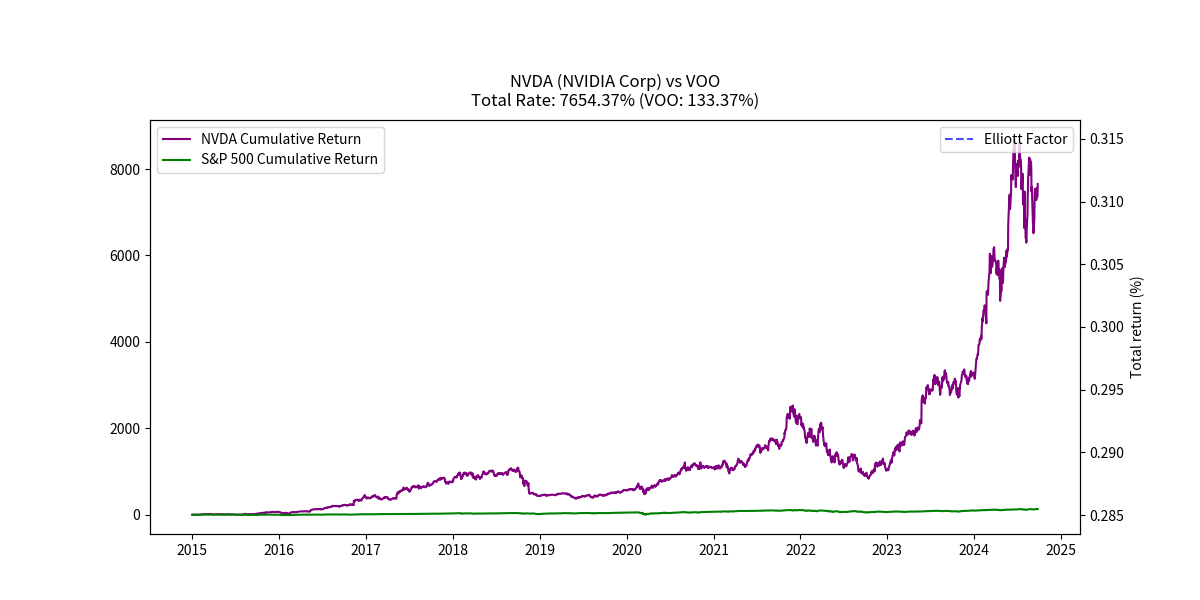 NVDA (NVIDIA Corp) vs VOO
Total Rate: 7654.37% (VOO: 133.37%)
NVDA Cumulative Return
S&P 500 Cumulative Return
Elliott Factor
8000
6000
4000
2000
0
0.315
0.310
0.305
0.300
0.295
0.290
0.285
Total return (%)
2015 2016 2017 2018 2019 2020 2021 2022 2023 2024 2025